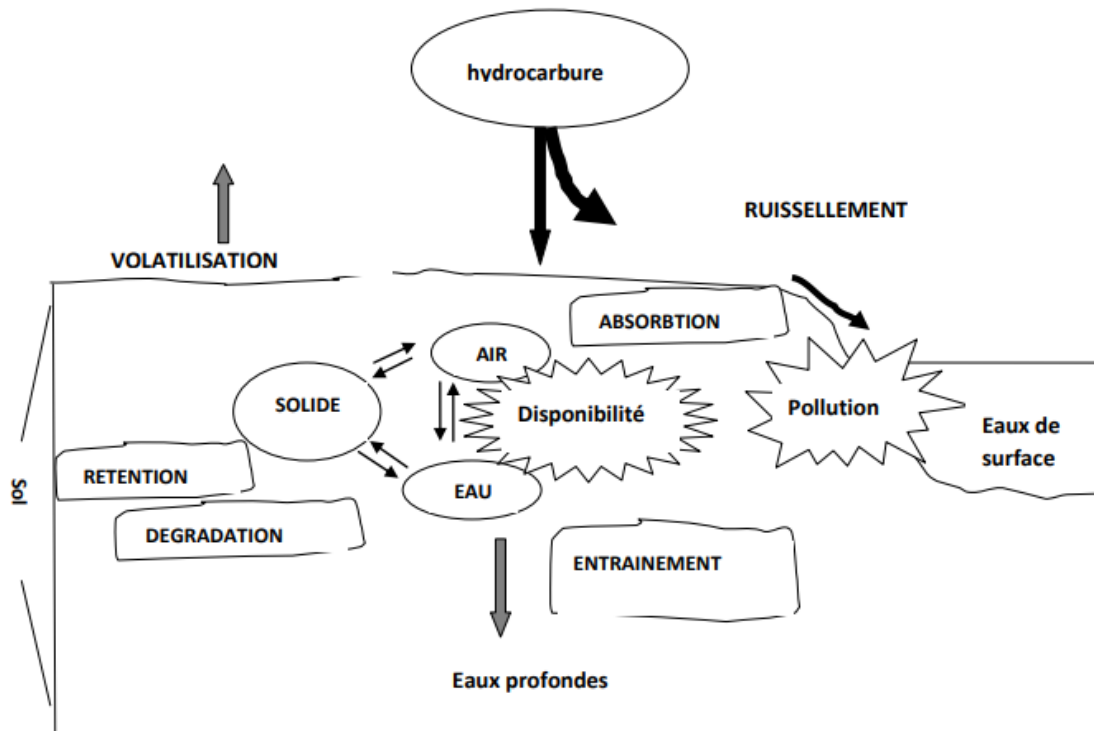 hydrocarbure
RUISSELLEMENT
VOLATILISATION
ABSORBTION
AIR
SOLIDE
Disponibilité
Pollution
Eaux de
surface
RETENTION
EAU
Sol
DEGRADATION
ENTRAINEMENT
Eaux profondes